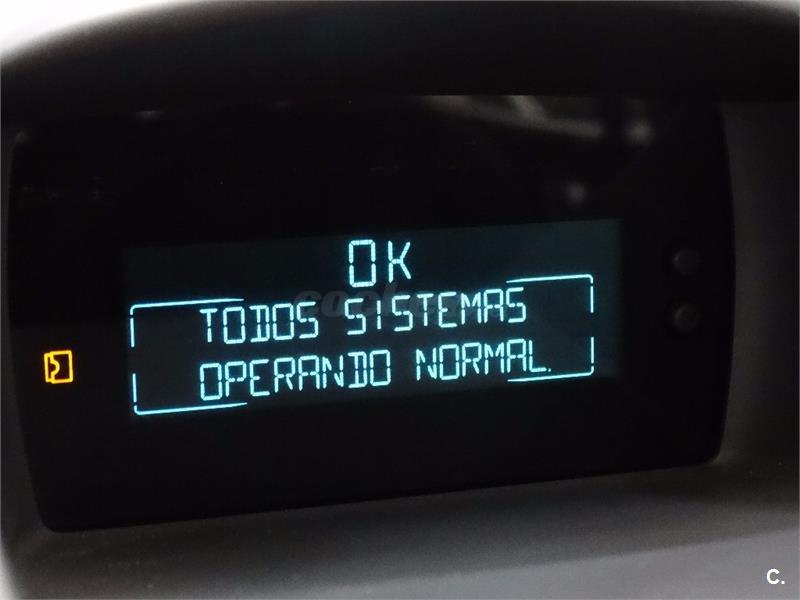 OK
TODOS SISTEMAS
OPERANDO NORMAL.
C.